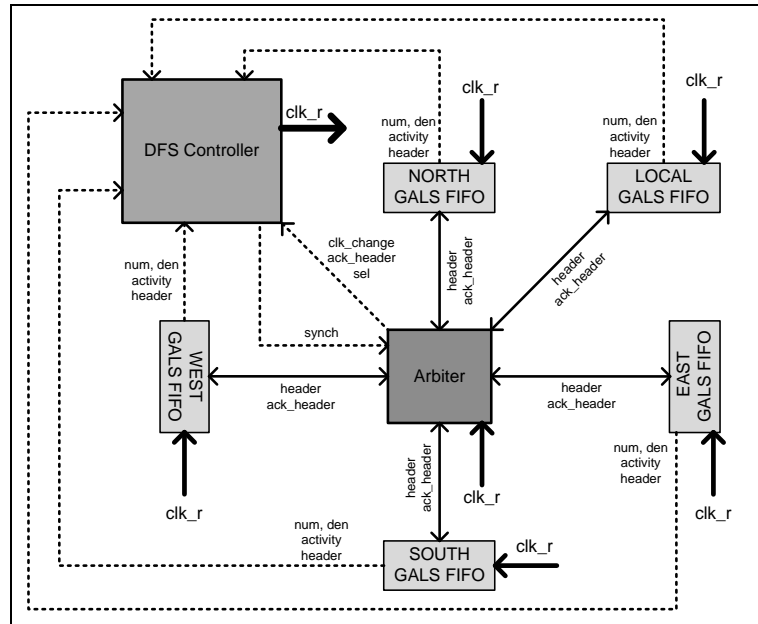 clk_r
DFS Controller
num, den
activity
header
clk_r
NORTH
GALS FIFO
num, den
activity
header
clk_r
LOCAL
GALS FIFO
num, den
activity
header
clk_change
ack_header
sel
header
ack_header
header
ack_header
synch
WEST
GALS FIFO
header
ack_header
Arbiter
header
ack_header
EAST
GALS FIFO
clk_r
header
ack_header
clk_r
num, den
activity
header
clk_r
num, den
activity
header
SOUTH
GALS FIFO
clk_r